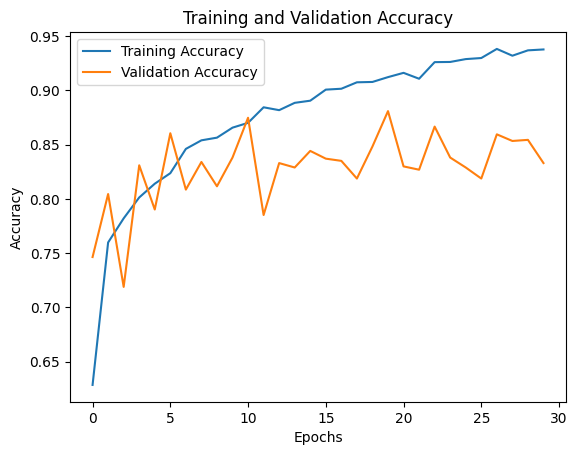 Training and Validation Accuracy
Training Accuracy
Validation Accuracy
0.95
0.90
0.85
0.80
0.75
0.70
0.65
Accuracy
0 5 10 15 20 25 30
Epochs